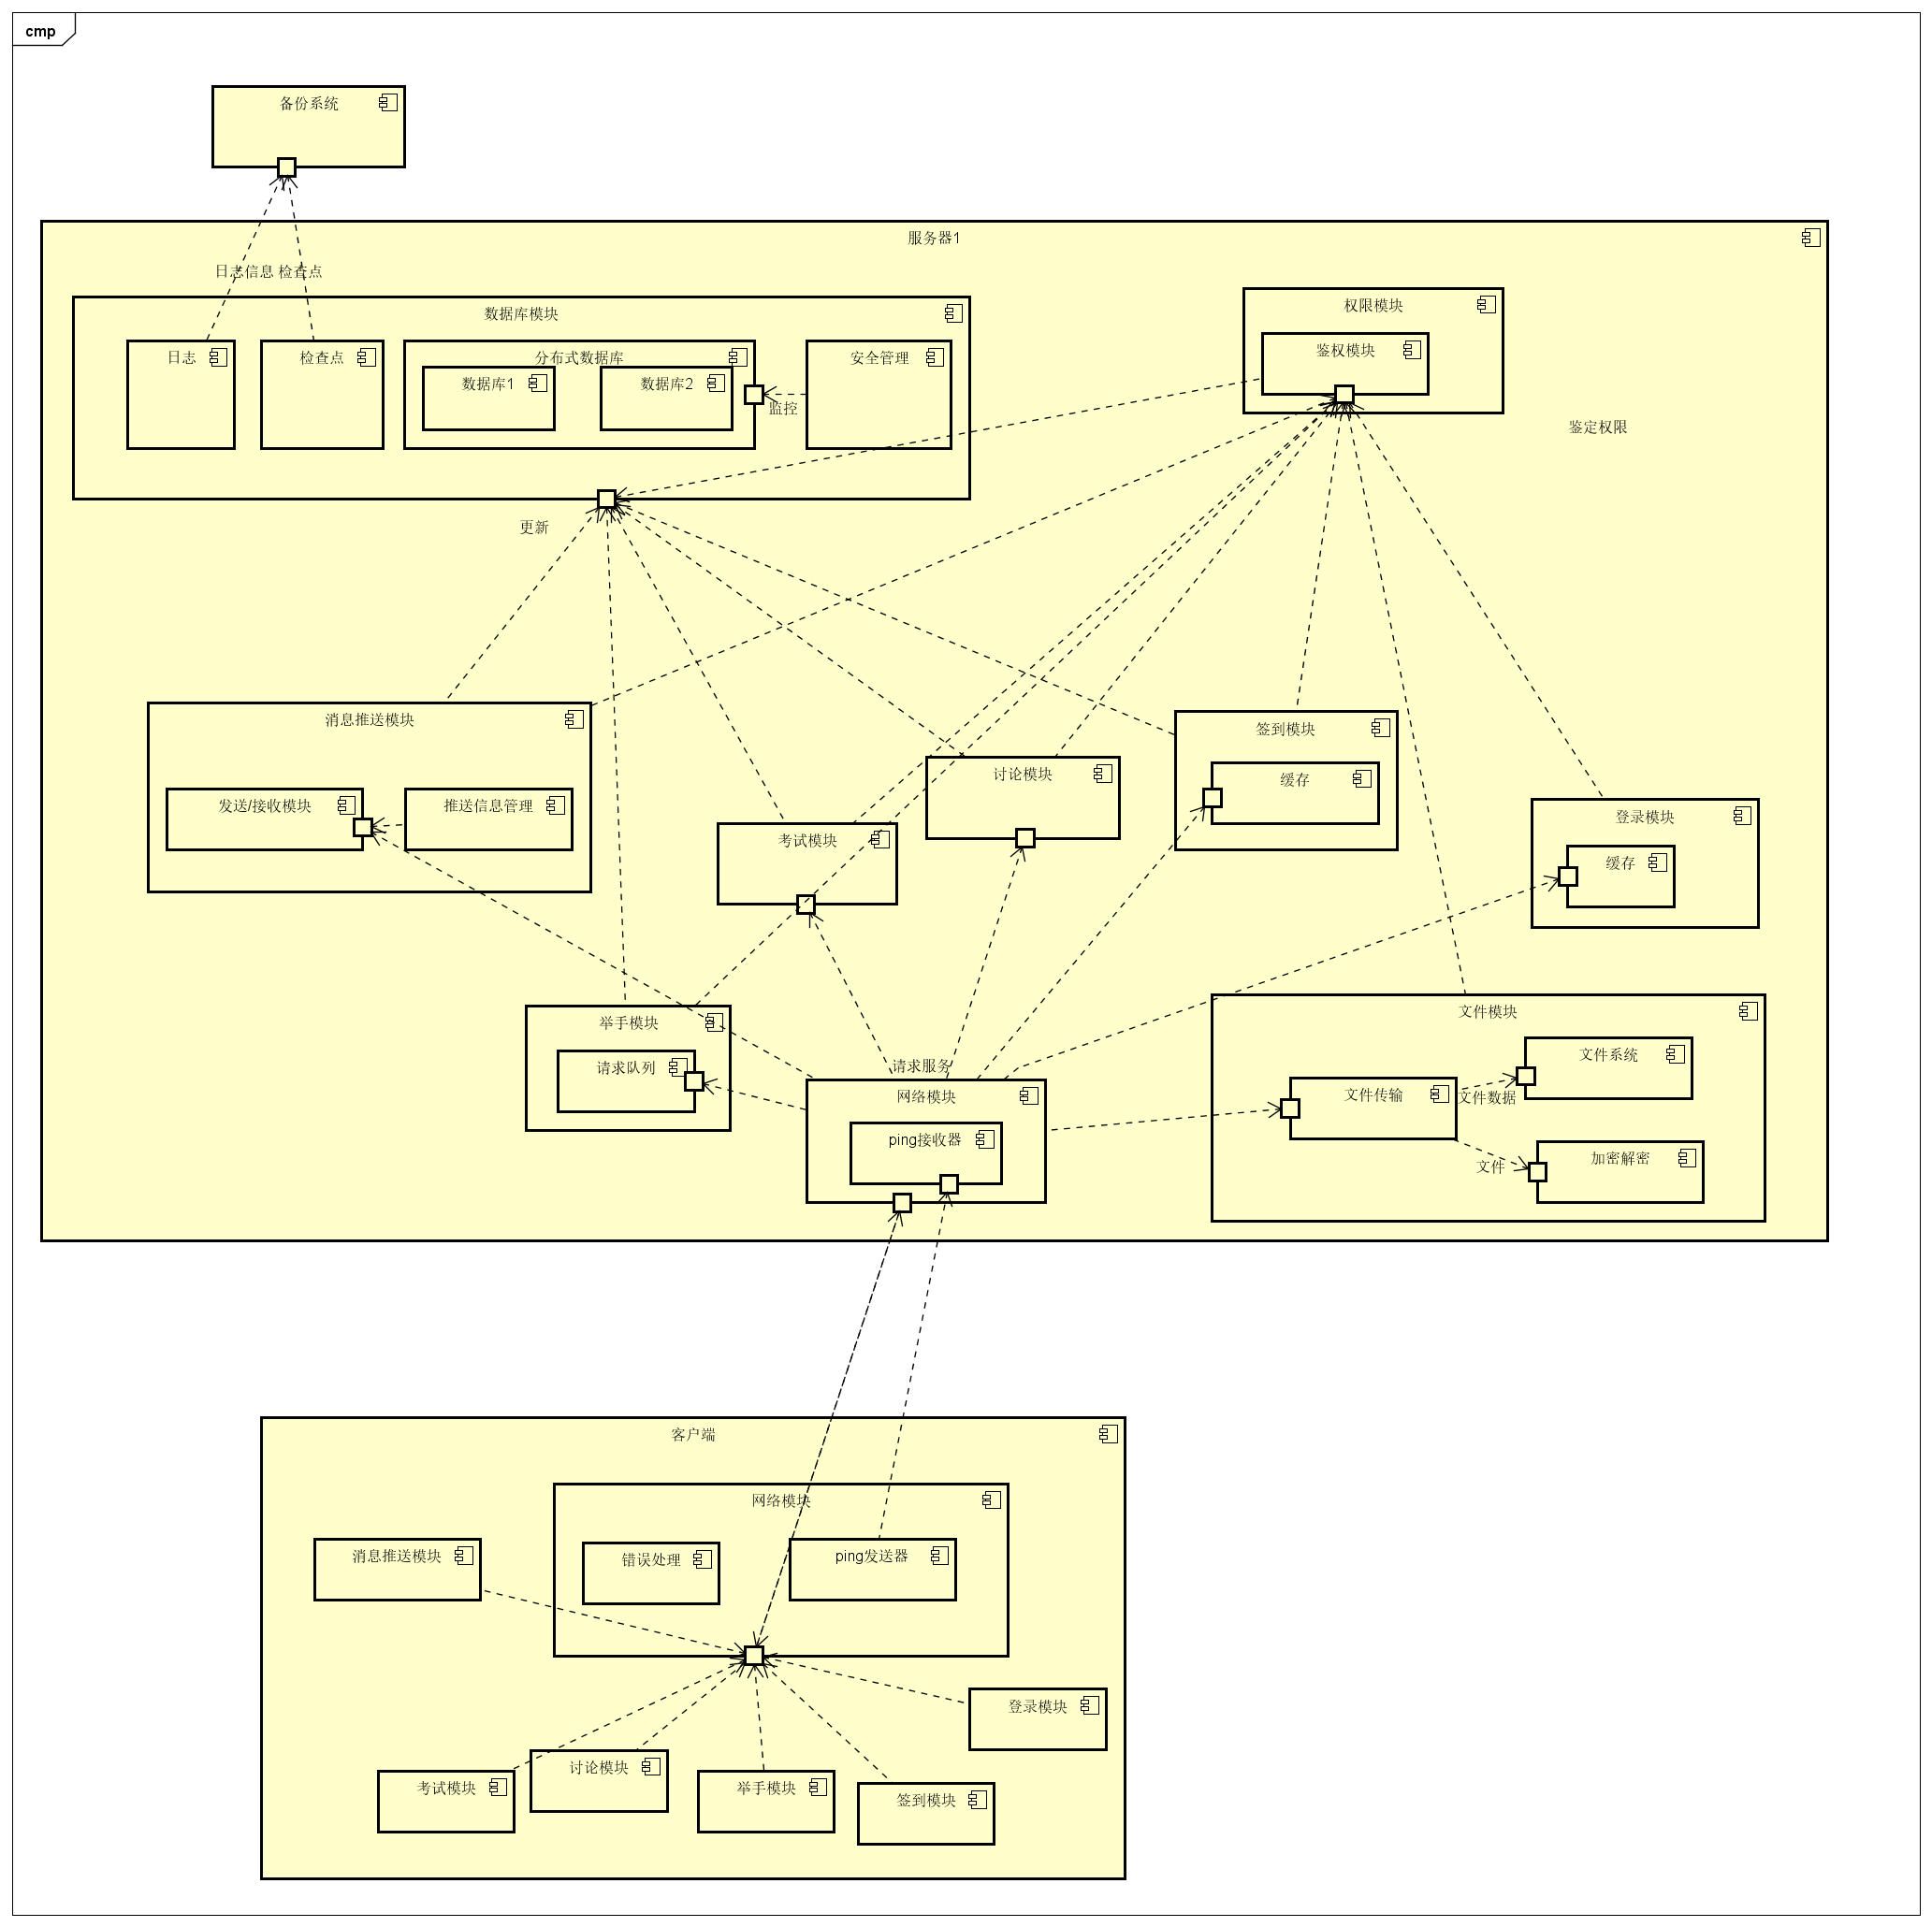 cmp
备份系统
服务器1
日志信息
检查点
数据库模块
权限模块
日志
检查点
分布式数据库
安全管理
鉴权模块
数据库1
数据库2
监控
鉴定权限
更新
消息推送模块
签到模块
讨论模块
缓存
发送/接收模块
推送信息管理
考试模块
登录模块
缓存
举手模块
请求队列
请求服务
网络模块
ping接收器
文件模块
文件系统
文件传输
文件数据
文件
加密解密
客户端
网络模块
消息推送模块
错误处理
ping发送器
登录模块
考试模块
讨论模块
举手模块
签到模块